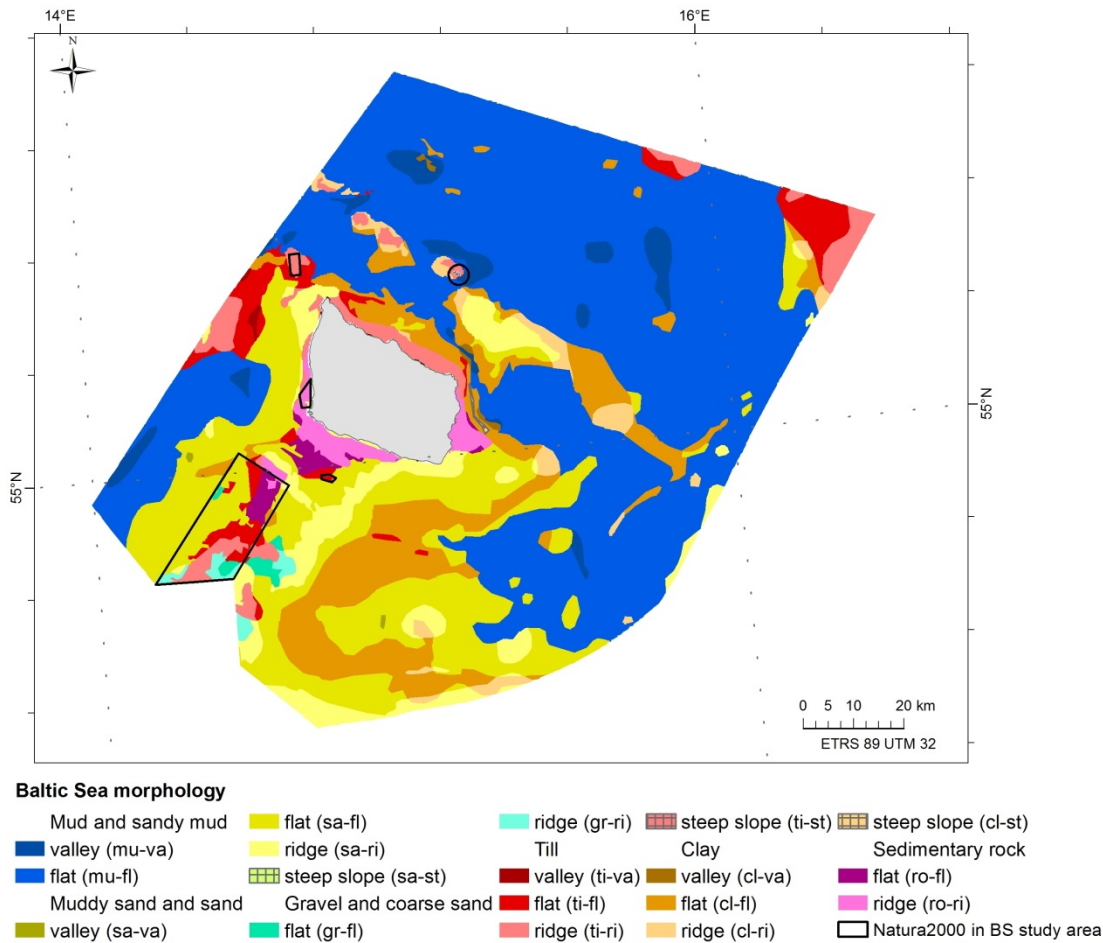 14°E 16°E
N
55°N
55°N
0 5 10 20 km
ETRS 89 UTM 32
Baltic Sea morphology
Mud and sandy mud flat (sa-fl) ridge (gr-ri) steep slope (ti-st) steep slope (cl-st)
valley (mu-va) ridge (sa-ri) Till Clay Sedimentary rock
flat (mu-fl) steep slope (sa-st) valley (ti-va) valley (cl-va) flat (ro-fl)
Muddy sand and sand Gravel and coarse sand flat (ti-fl) flat (cl-fl) ridge (ro-ri)
valley (sa-va) flat (gr-fl) ridge (ti-ri) ridge (cl-ri) Natura2000 in BS study area